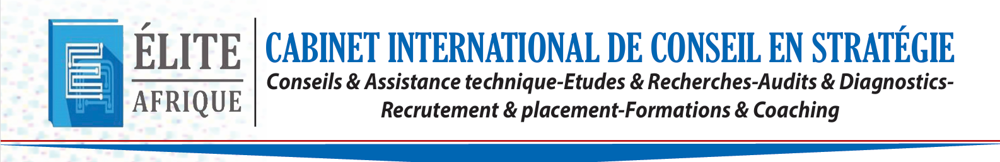 ÉLITE
AFRIQUE
CABINET INTERNATIONAL DE CONSEIL EN STRATÉGIE
Conseils & Assistance technique-Etudes & Recherches-Audits & Diagnostics-
Recrutement & placement-Formations & Coaching